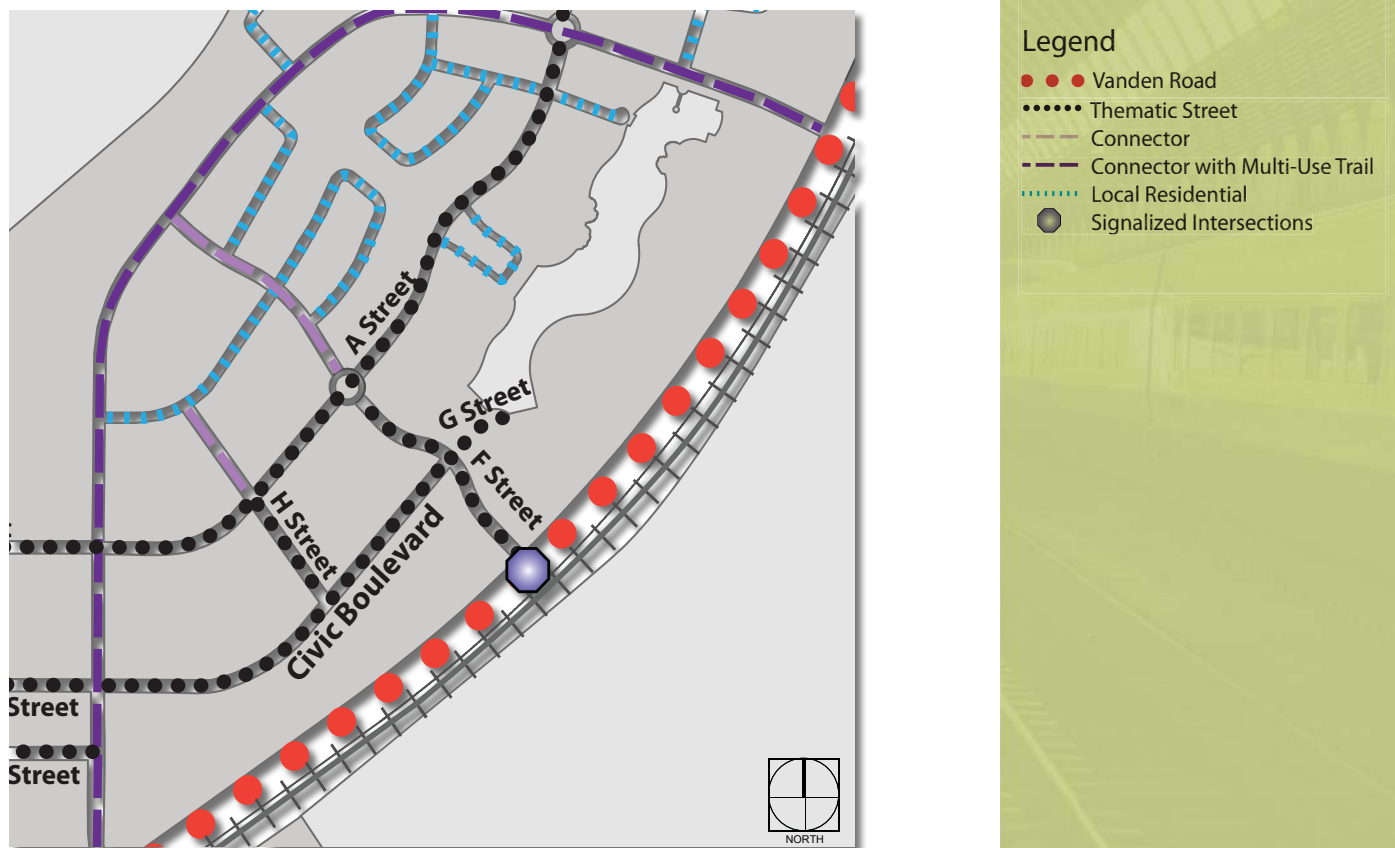 A Street
G Street
F Street
H Street
Civic Boulevard
Street
Street
NORTH
Legend
Vanden Road
Thematic Street
Connector
Connector with Multi-Use Trail
Local Residential
Signalized Intersections